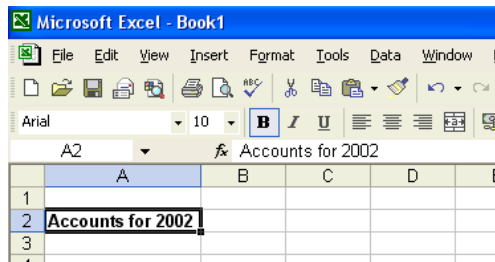 Microsoft Excel - Book1
File Edit View Insert Format Tools Data Window
ABC
Arial 10 B I U
A2 fx Accounts for 2002
A B C D
1
2 Accounts for 2002
3